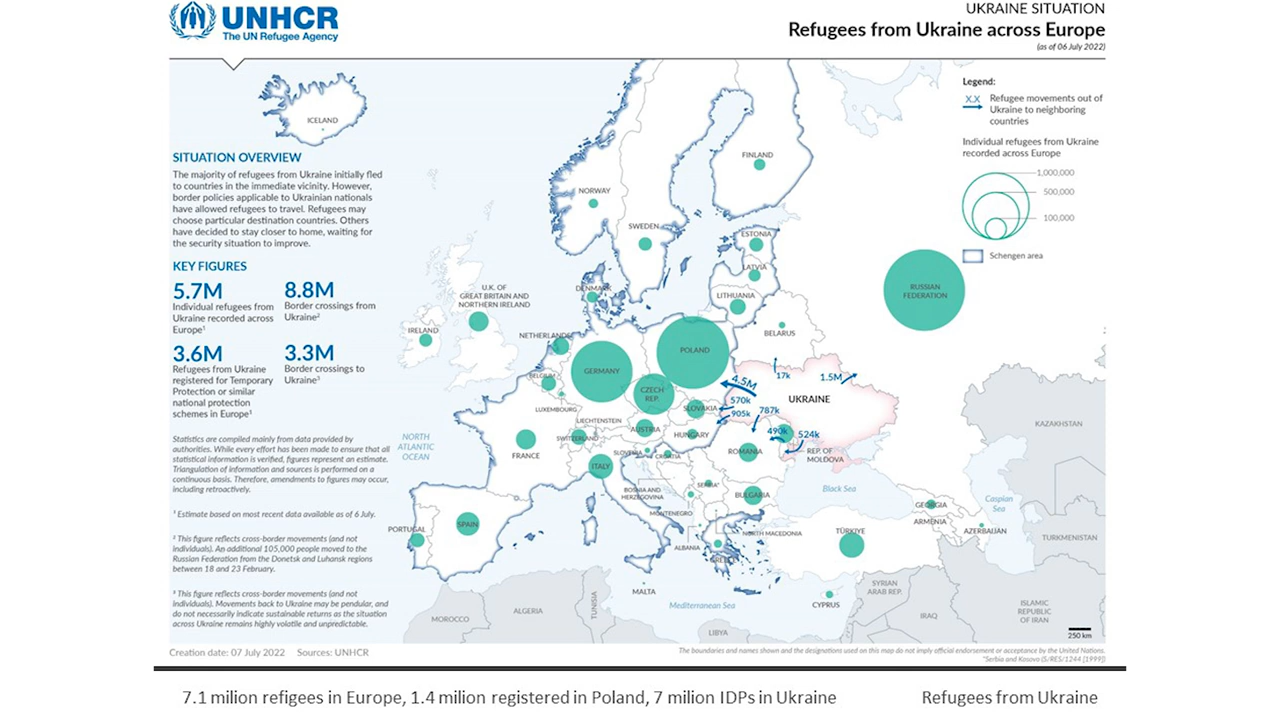 UNHCR
The UN Refugee Agency
UKRAINE SITUATION
Refugees from Ukraine across Europe
(as of 06 July 2022)
SITUATION OVERVIEW
The majority of refugees from Ukraine initially fled
to countries in the immediate vicinity. However,
border policies applicable to Ukrainian nationals
have allowed refugees to travel. Refugees may
choose particular destination countries. Others
have decided to stay closer to home, waiting for
the security situation to improve.
KEY FIGURES
5.7M
Individual refugees from
Ukraine recorded across
Europe¹
8.8M
Border crossings from
Ukraine²
3.6M
Refugees from Ukraine
registered for Temporary
Protection or similar
national protection
schemes in Europe¹
3.3M
Border crossings to
Ukraine³
Statistics are compiled mainly from data provided by
authorities. While every effort has been made to ensure that all
statistical information is verified, figures represent an estimate.
Triangulation of information and sources is performed on a
continuous basis. Therefore, amendments to figures may occur,
including retroactively.
¹ Estimate based on most recent data available as of 6 July.
² This figure reflects cross-border movements (and not
individuals). An additional 105,000 people moved to the
Russian Federation from the Donetsk and Luhansk regions
between 18 and 23 February.
³ This figure reflects cross-border movements (and not
individuals). Movements back to Ukraine may be pendular, and
do not necessarily indicate sustainable returns as the situation
across Ukraine remains highly volatile and unpredictable.
Legend:
X.X
Refugee movements out of
Ukraine to neighboring
countries
Individual refugees from Ukraine
recorded across Europe
1,000,000
500,000
100,000
Schengen area
ICELAND
FINLAND
NORWAY
SWEDEN
ESTONIA
LATVIA
LITHUANIA
DENMARK
U.K. OF
GREAT BRITAIN AND
NORTHERN IRELAND
IRELAND
NETHERLANDS
BELARUS
RUSSIAN
FEDERATION
POLAND
GERMANY
BELGIUM
CZECH
REP.
LUXEMBOURG
SLOVAKIA
UKRAINE
4.5M
17k
1.5M
570k
905k
787k
490k
524k
LIECHTENSTEIN
AUSTRIA
HUNGARY
SWITZERLAND
SLOVENIA
CROATIA
ROMANIA
REP. OF
MOLDOVA
NORTH
ATLANTIC
OCEAN
FRANCE
ITALY
BOSNIA AND
HERZEGOVINA
SERBIA*
MONTENEGRO
BULGARIA
Black Sea
KAZAKHSTAN
Caspian
Sea
GEORGIA
ARMENIA
AZERBAIJAN
TURKMENISTAN
PORTUGAL
SPAIN
ALBANIA
NORTH MACEDONIA
GREECE
TÜRKIYE
MALTA
CYPRUS
Mediterranean Sea
SYRIAN
ARAB REP.
IRAQ
ISLAMIC
REPUBLIC
OF IRAN
MOROCCO
ALGERIA
TUNISIA
LIBYA
250 km
Creation date: 07 July 2022 Sources: UNHCR
The boundaries and names shown and the designations used on this map do not imply official endorsement or acceptance by the United Nations.
*Serbia and Kosovo (S/RES/1244 [1999])
7.1 milion refigees in Europe, 1.4 milion registered in Poland, 7 milion IDPs in Ukraine
Refugees from Ukraine